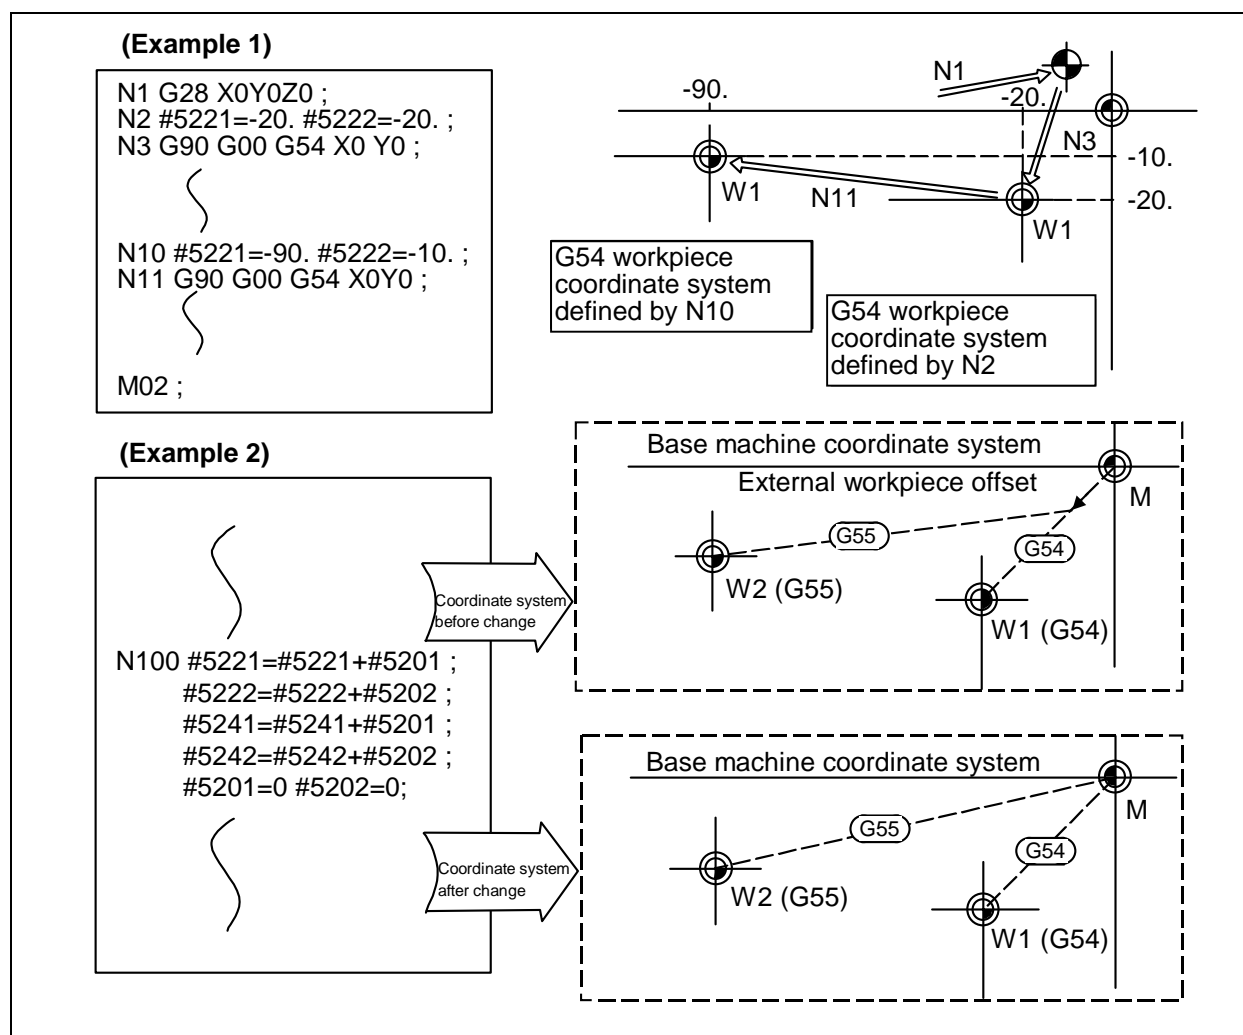 (Example 1)
N1 G28 X0Y0Z0 ;
N2 #5221=-20. #5222=-20. ;
N3 G90 G00 G54 X0 Y0 ;
N10 #5221=-90. #5222=-10. ;
N11 G90 G00 G54 X0Y0 ;
M02 ;
-90.
N1
-20.
N3
-10.
-20.
W1
N11
W1
G54 workpiece
coordinate system
defined by N10
G54 workpiece
coordinate system
defined by N2
(Example 2)
N100 #5221=#5221+#5201 ;
#5222=#5222+#5202 ;
#5241=#5241+#5201 ;
#5242=#5242+#5202 ;
#5201=0 #5202=0;
Coordinate system
before change
Base machine coordinate system
External workpiece offset
M
G55
G54
W2 (G55)
W1 (G54)
Coordinate system
after change
Base machine coordinate system
M
G55
G54
W2 (G55)
W1 (G54)